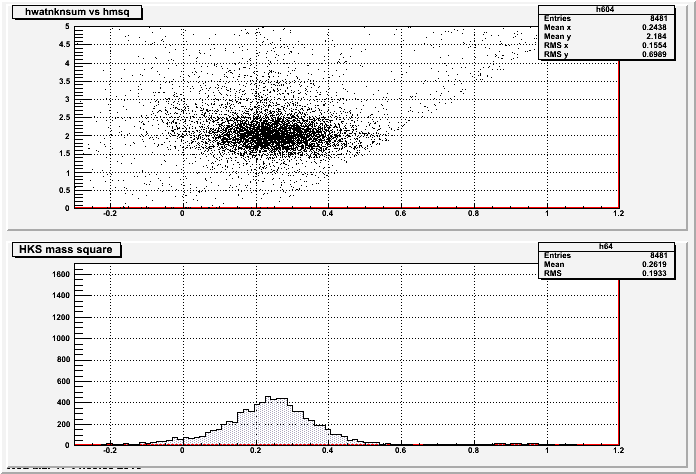 hwatnknsum vs hmsq
h604
Entries 8481
Mean x 0.2438
Mean y 2.184
RMS x 0.1554
RMS y 0.6989
5
4.5
4
3.5
3
2.5
2
1.5
1
0.5
0
-0.2 0 0.2 0.4 0.6 0.8 1 1.2
HKS mass square
h64
Entries 8481
Mean 0.2619
RMS 0.1933
1600
1400
1200
1000
800
600
400
200
0
-0.2 0 0.2 0.4 0.6 0.8 1 1.2